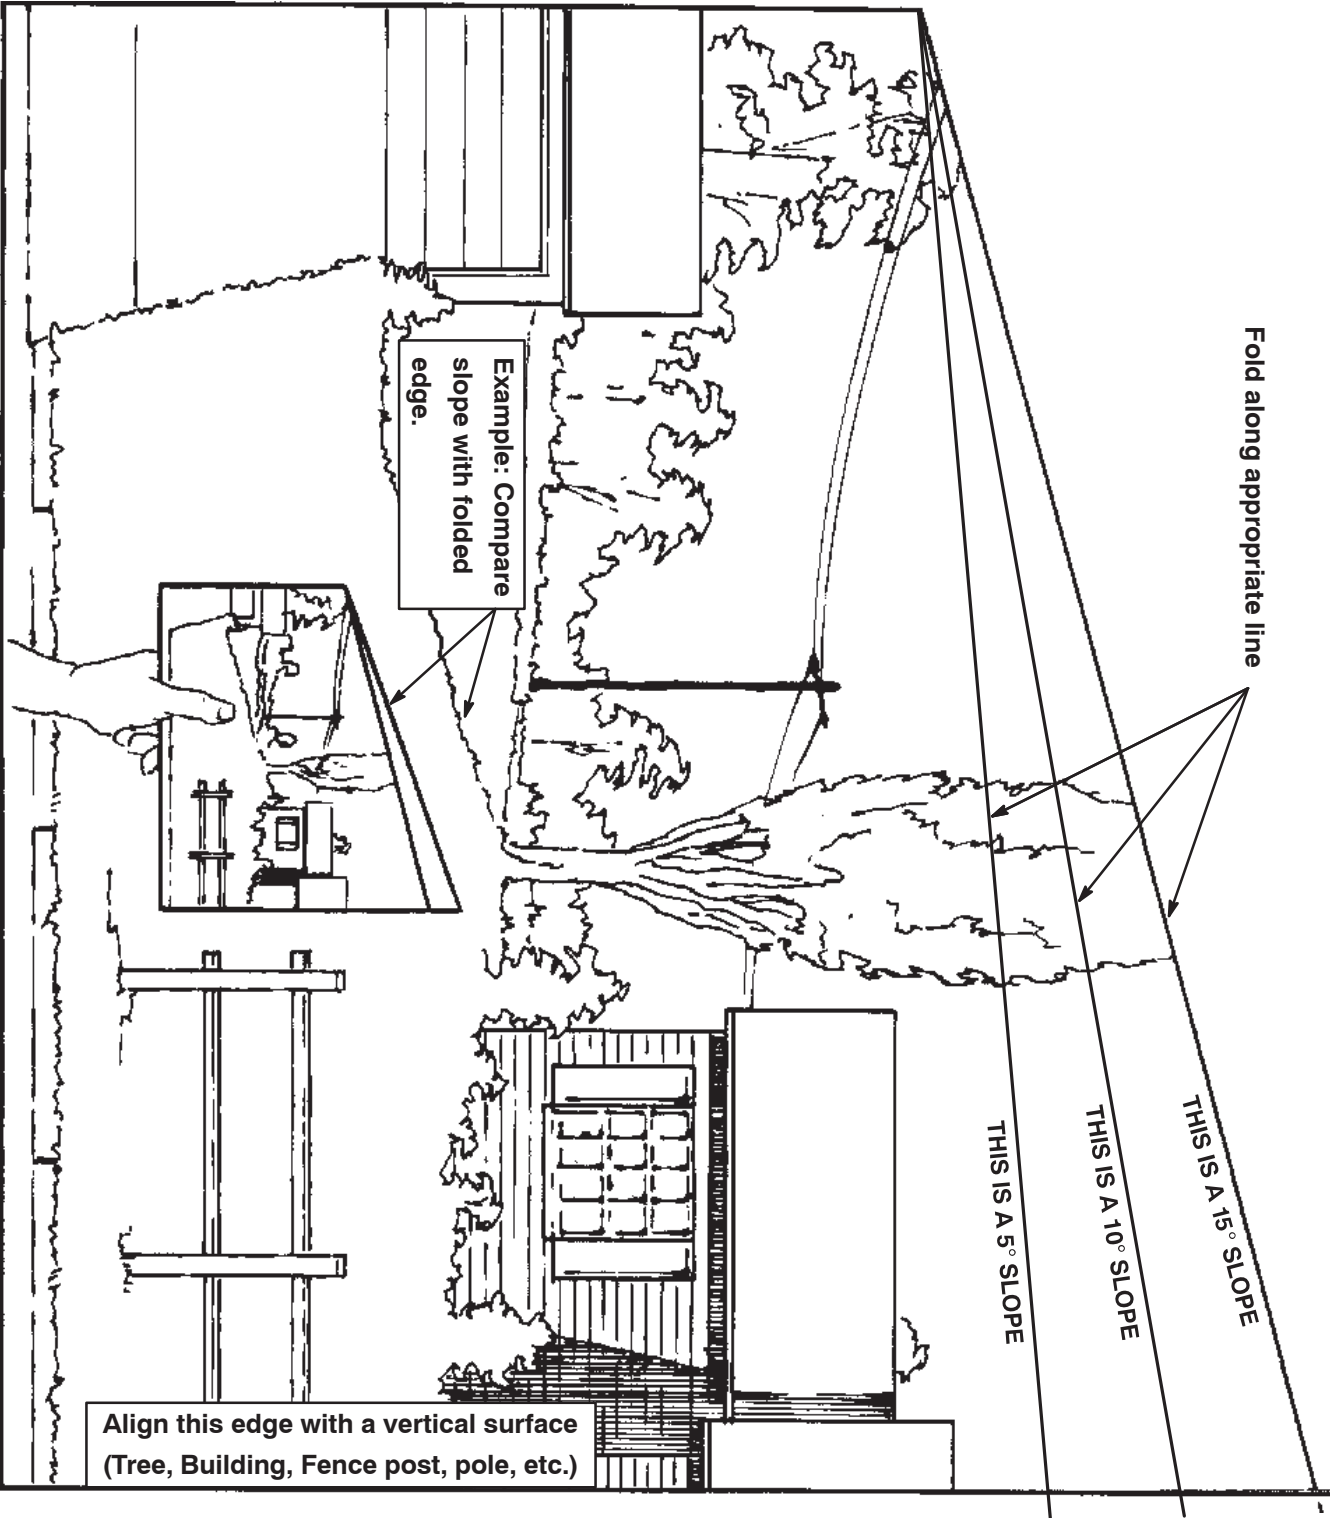 Fold along appropriate line
Example: Compare
slope with folded
edge.
THIS IS A 15° SLOPE
THIS IS A 10° SLOPE
THIS IS A 5° SLOPE
Align this edge with a vertical surface
(Tree, Building, Fence post, pole, etc.)